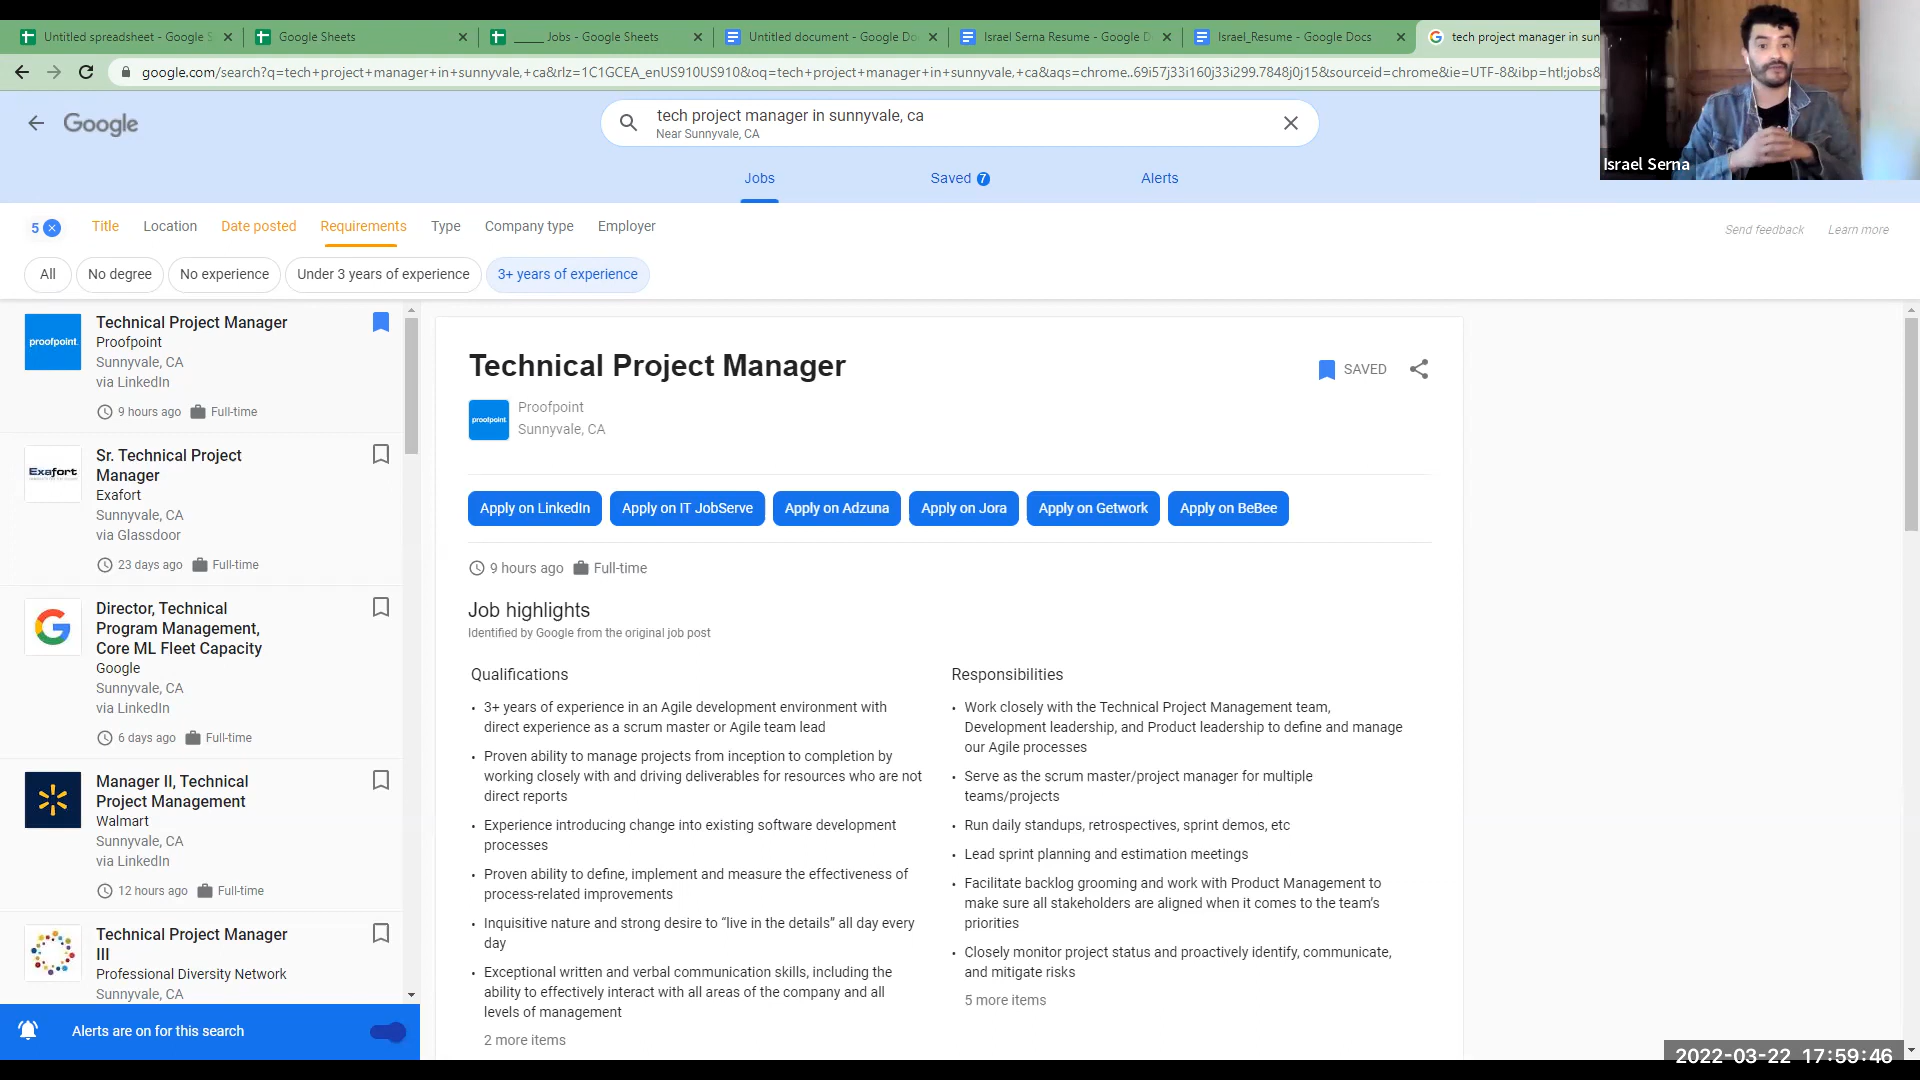 Untitled spreadsheet - Google S
Google Sheets
_____ Jobs - Google Sheets
Untitled document - Google Do
Israel Serna Resume - Google D
Israel_Resume - Google Docs
tech project manager in sun
google.com/search?q=tech+project+manager+in+sunnyvale,+ca&rlz=1C1GCEA_enUS910US910&oq=tech+project+manager+in+sunnyvale,+ca&aqs=chrome..69i57j33i160j33i299.7848j0j15&sourceid=chrome&ie=UTF-8&ibp=htl;jobs&
Google
tech project manager in sunnyvale, ca
Near Sunnyvale, CA
Israel Serna
Jobs
Saved 7
Alerts
5
Title
Location
Date posted
Requirements
Type
Company type
Employer
Send feedback
Learn more
All
No degree
No experience
Under 3 years of experience
3+ years of experience
proofpoint.
Technical Project Manager
Proofpoint
Sunnyvale, CA
via LinkedIn
9 hours ago
Full-time
Exafort
Sr. Technical Project
Manager
Exafort
Sunnyvale, CA
via Glassdoor
23 days ago
Full-time
Director, Technical
Program Management,
Core ML Fleet Capacity
Google
Sunnyvale, CA
via LinkedIn
6 days ago
Full-time
Manager II, Technical
Project Management
Walmart
Sunnyvale, CA
via LinkedIn
12 hours ago
Full-time
Technical Project Manager
III
Professional Diversity Network
Sunnyvale, CA
Alerts are on for this search
Technical Project Manager
SAVED
proofpoint.
Proofpoint
Sunnyvale, CA
Apply on LinkedIn
Apply on IT JobServe
Apply on Adzuna
Apply on Jora
Apply on Getwork
Apply on BeBee
9 hours ago
Full-time
Job highlights
Identified by Google from the original job post
Qualifications
• 3+ years of experience in an Agile development environment with
direct experience as a scrum master or Agile team lead
• Proven ability to manage projects from inception to completion by
working closely with and driving deliverables for resources who are not
direct reports
• Experience introducing change into existing software development
processes
• Proven ability to define, implement and measure the effectiveness of
process-related improvements
• Inquisitive nature and strong desire to “live in the details” all day every
day
• Exceptional written and verbal communication skills, including the
ability to effectively interact with all areas of the company and all
levels of management
2 more items
Responsibilities
• Work closely with the Technical Project Management team,
Development leadership, and Product leadership to define and manage
our Agile processes
• Serve as the scrum master/project manager for multiple
teams/projects
• Run daily standups, retrospectives, sprint demos, etc
• Lead sprint planning and estimation meetings
• Facilitate backlog grooming and work with Product Management to
make sure all stakeholders are aligned when it comes to the team’s
priorities
• Closely monitor project status and proactively identify, communicate,
and mitigate risks
5 more items
2022-03-22 17:59:46